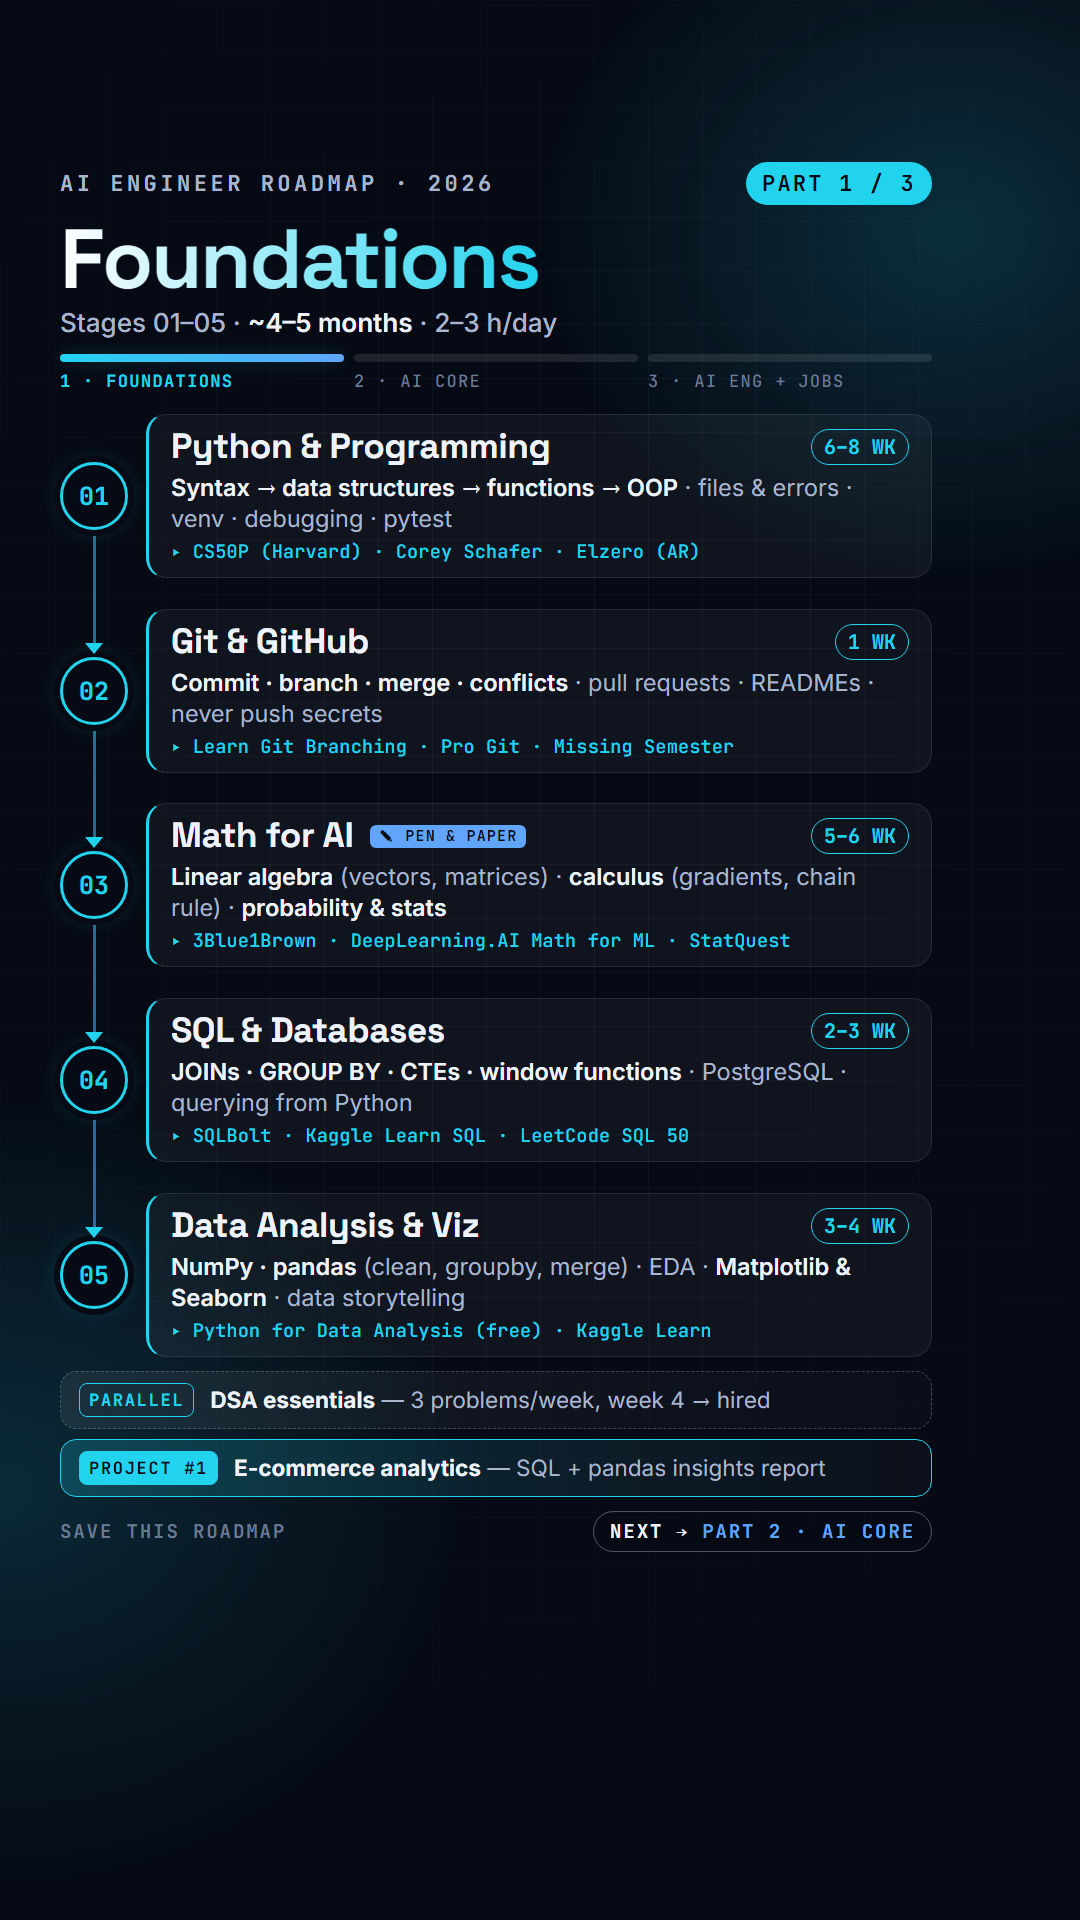 AI ENGINEER ROADMAP · 2026
PART 1 / 3
Foundations
Stages 01–05 · ~4–5 months · 2–3 h/day
1 · FOUNDATIONS
2 · AI CORE
3 · AI ENG + JOBS
01
Python & Programming
6–8 WK
Syntax → data structures → functions → OOP · files & errors ·
venv · debugging · pytest
▸ CS50P (Harvard) · Corey Schafer · Elzero (AR)
02
Git & GitHub
1 WK
Commit · branch · merge · conflicts · pull requests · READMEs ·
never push secrets
▸ Learn Git Branching · Pro Git · Missing Semester
03
Math for AI
✎ PEN & PAPER
5–6 WK
Linear algebra (vectors, matrices) · calculus (gradients, chain
rule) · probability & stats
▸ 3Blue1Brown · DeepLearning.AI Math for ML · StatQuest
04
SQL & Databases
2–3 WK
JOINs · GROUP BY · CTEs · window functions · PostgreSQL ·
querying from Python
▸ SQLBolt · Kaggle Learn SQL · LeetCode SQL 50
05
Data Analysis & Viz
3–4 WK
NumPy · pandas (clean, groupby, merge) · EDA · Matplotlib &
Seaborn · data storytelling
▸ Python for Data Analysis (free) · Kaggle Learn
PARALLEL
DSA essentials — 3 problems/week, week 4 → hired
PROJECT #1
E-commerce analytics — SQL + pandas insights report
SAVE THIS ROADMAP
NEXT → PART 2 · AI CORE